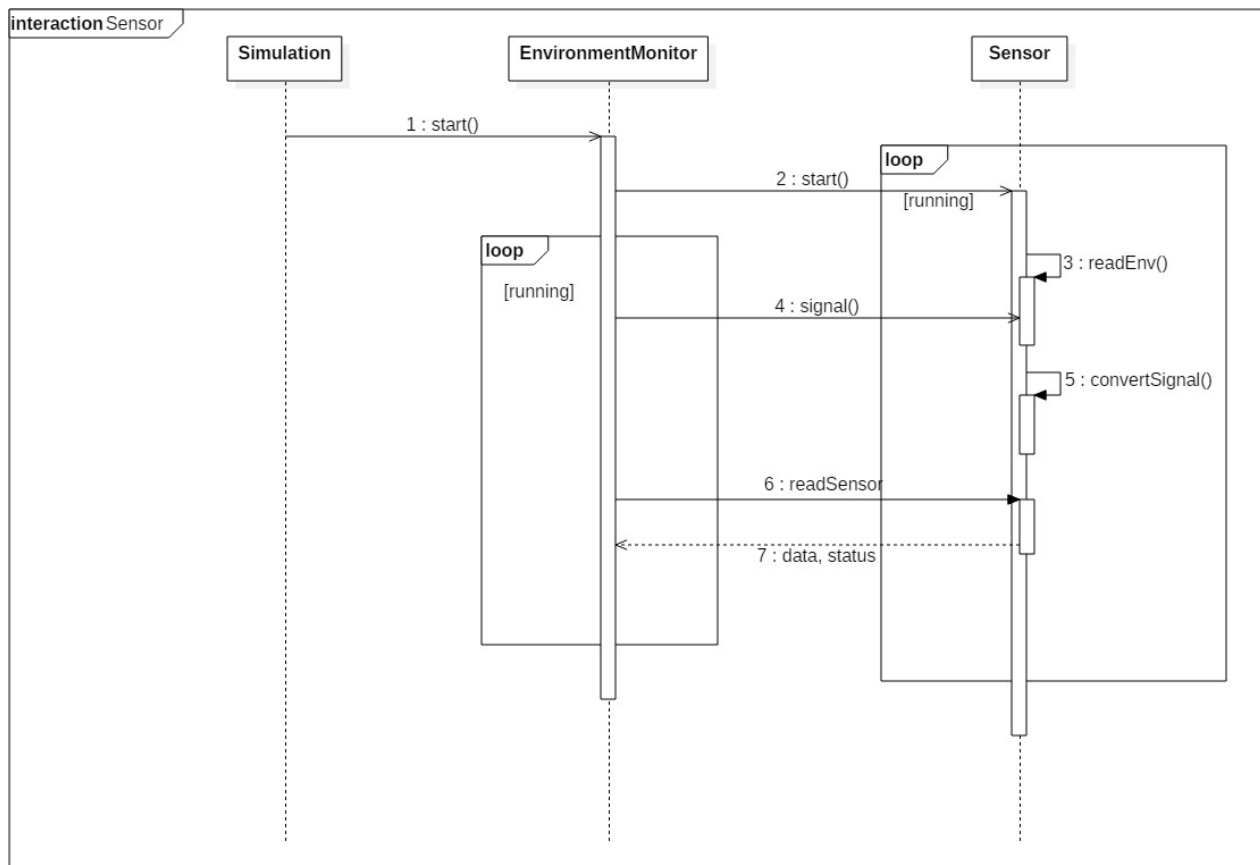 interaction Sensor
Simulation
EnvironmentMonitor
Sensor
1 : start()
loop
2 : start()
[running]
loop
3 : readEnv()
[running]
4 : signal()
5 : convertSignal()
6 : readSensor
7 : data, status